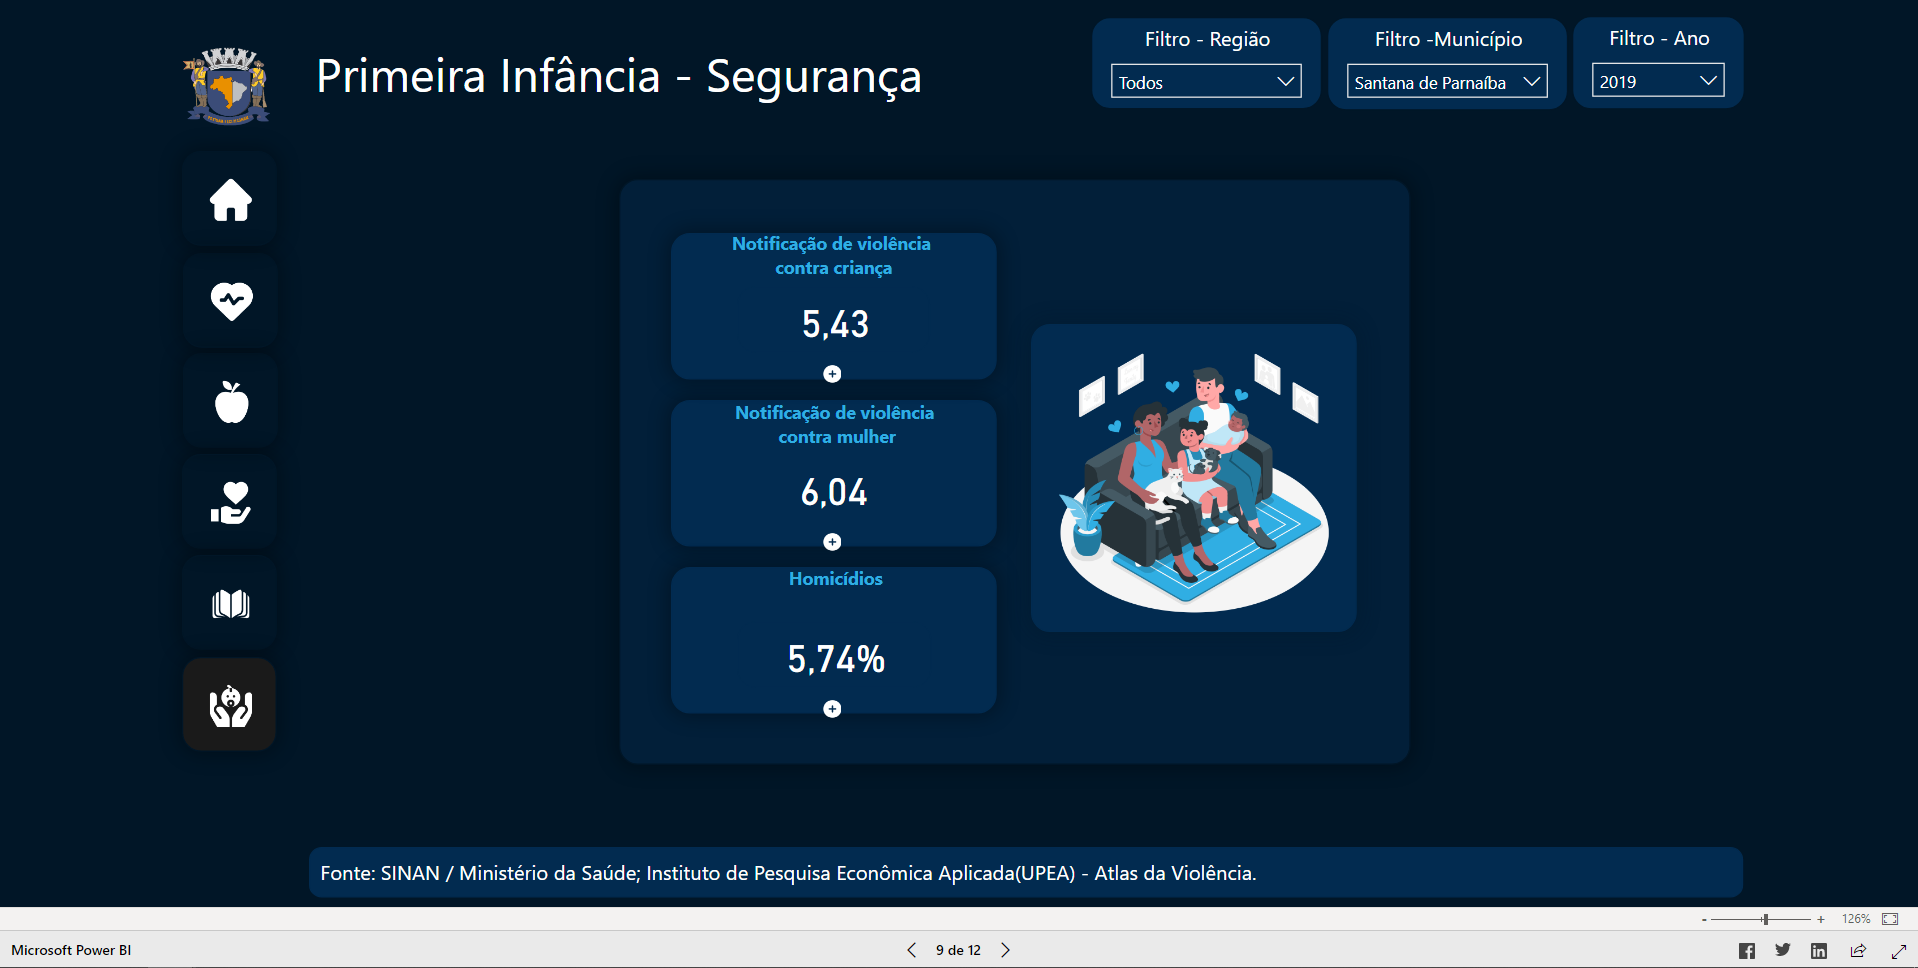 Primeira Infância - Segurança
Filtro - Região
Todos
Filtro -Município
Santana de Parnaíba
Filtro - Ano
2019
Notificação de violência
contra criança
5,43
Notificação de violência
contra mulher
6,04
Homicídios
5,74%
Fonte: SINAN / Ministério da Saúde; Instituto de Pesquisa Econômica Aplicada(UPEA) - Atlas da Violência.
- + 126%
Microsoft Power BI
9 de 12